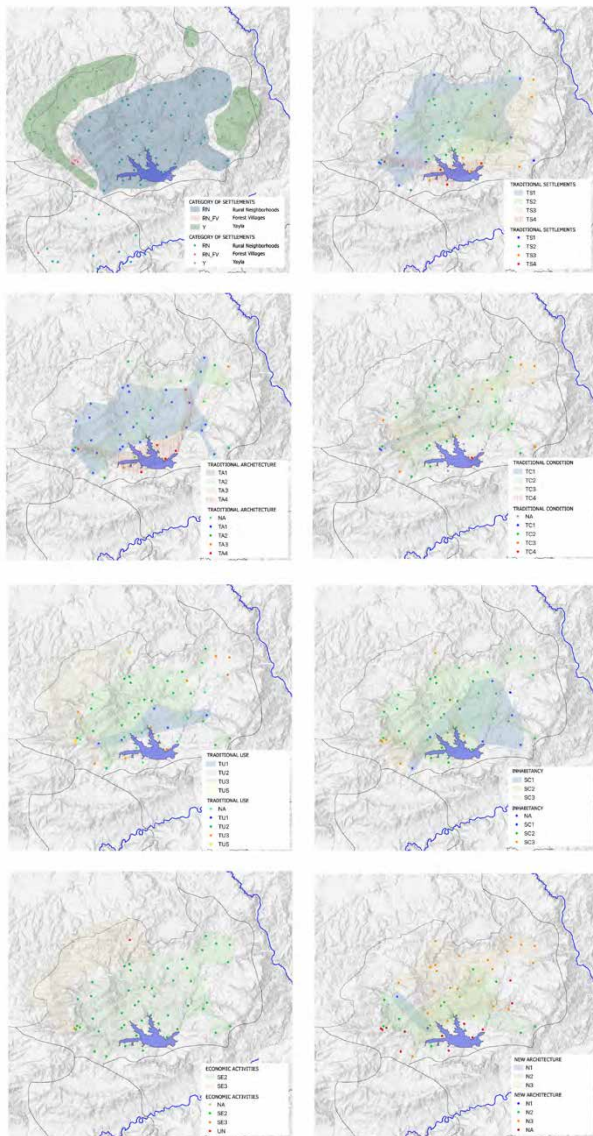 CATEGORY OF SETTLEMENTS
RN Rural Neighborhoods
RN_FV Forest Villages
Y Yayla
CATEGORY OF SETTLEMENTS
RN Rural Neighborhoods
RN_FV Forest Villages
Y Yayla
TRADITIONAL SETTLEMENTS
TS1
TS2
TS3
TS4
TRADITIONAL SETTLEMENTS
TS1
TS2
TS3
TS4
TRADITIONAL ARCHITECTURE
TA1
TA2
TA3
TA4
TRADITIONAL ARCHITECTURE
NA
TA1
TA2
TA3
TA4
TRADITIONAL CONDITION
TC1
TC2
TC3
TC4
TRADITIONAL CONDITION
NA
TC1
TC2
TC3
TC4
TRADITIONAL USE
TU1
TU2
TU3
TU5
TRADITIONAL USE
NA
TU1
TU2
TU3
TU5
INHABITANCY
SC1
SC2
SC3
INHABITANCY
NA
SC1
SC2
SC3
ECONOMIC ACTIVITIES
SE2
SE3
ECONOMIC ACTIVITIES
NA
SE2
SE3
UN
NEW ARCHITECTURE
N1
N2
N3
NEW ARCHITECTURE
N1
N2
N3
NA